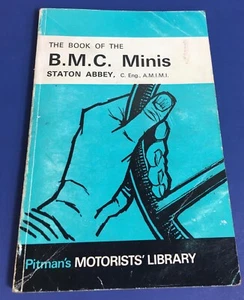 THE BOOK OF THE
B.M.C. Minis
STATON ABBEY, C. Eng., A.M.I.M.I.
Pitman's MOTORISTS' LIBRARY